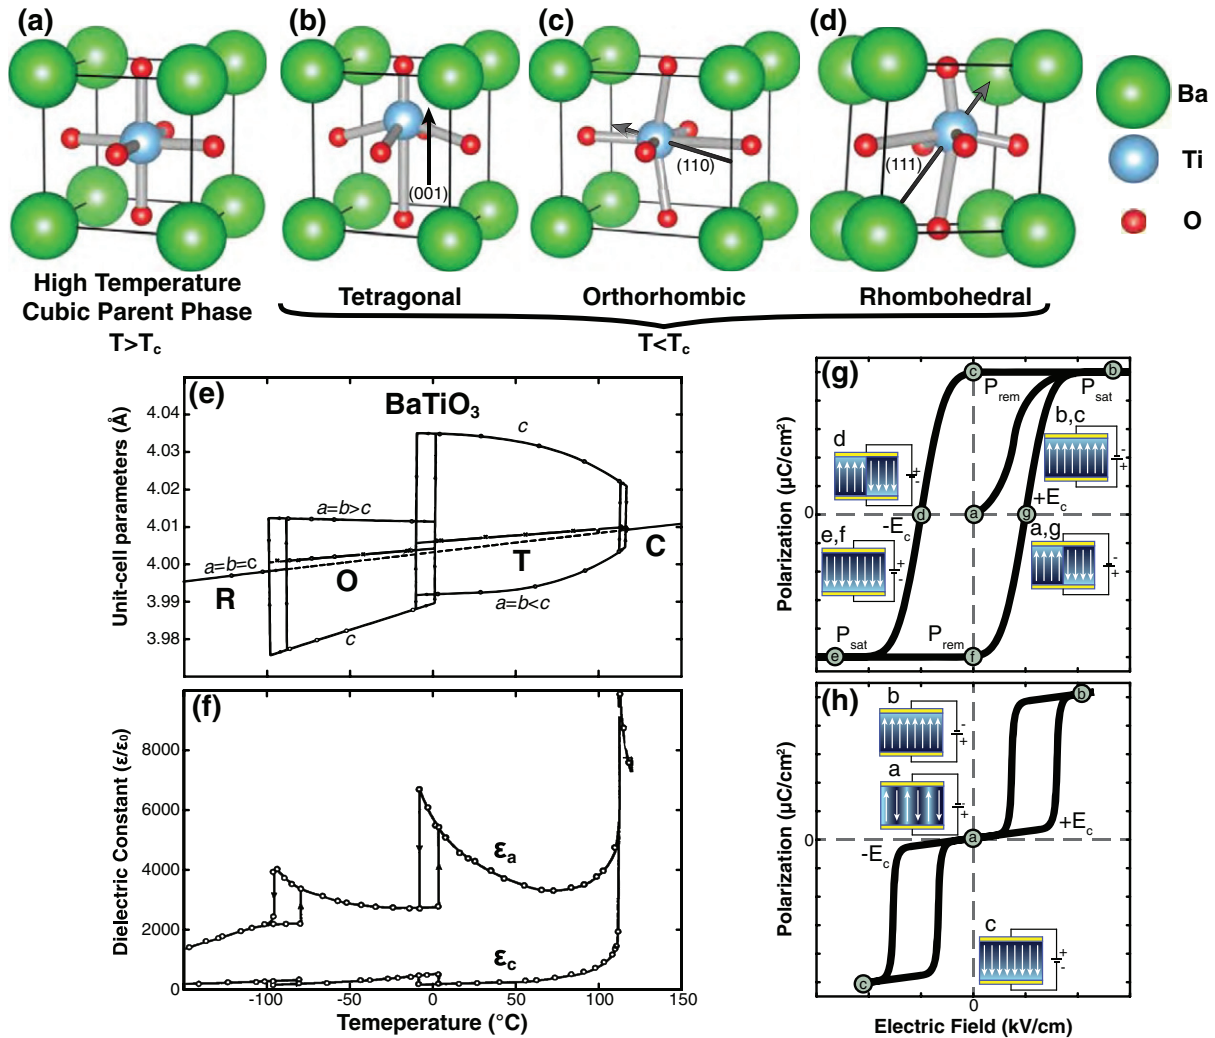 (a)
(b)
(c)
(d)
(001)
(110)
(111)
Ba
Ti
O
High Temperature
Cubic Parent Phase
T>Tc
Tetragonal
Orthorhombic
Rhombohedral
T<Tc
(e)
BaTiO3
Unit-cell parameters (Å)
4.04
4.03
4.02
4.01
4.00
3.99
3.98
c
a=b>c
a=b=c
a=b<c
c
R
O
T
C
(f)
Dielectric Constant (ε/ε0)
8000
6000
4000
2000
0
εa
εc
-100
-50
0
50
100
150
Temeperature (°C)
(g)
Polarization (μC/cm²)
0
c
b
Prem
Psat
d
+
-
b,c
-
+
a
d
g
-Ec
+Ec
e,f
+
-
a,g
-
+
Psat
Prem
e
f
(h)
Polarization (μC/cm²)
0
b
-
+
b
a
-
+
a
+Ec
-Ec
c
+
-
c
0
Electric Field (kV/cm)